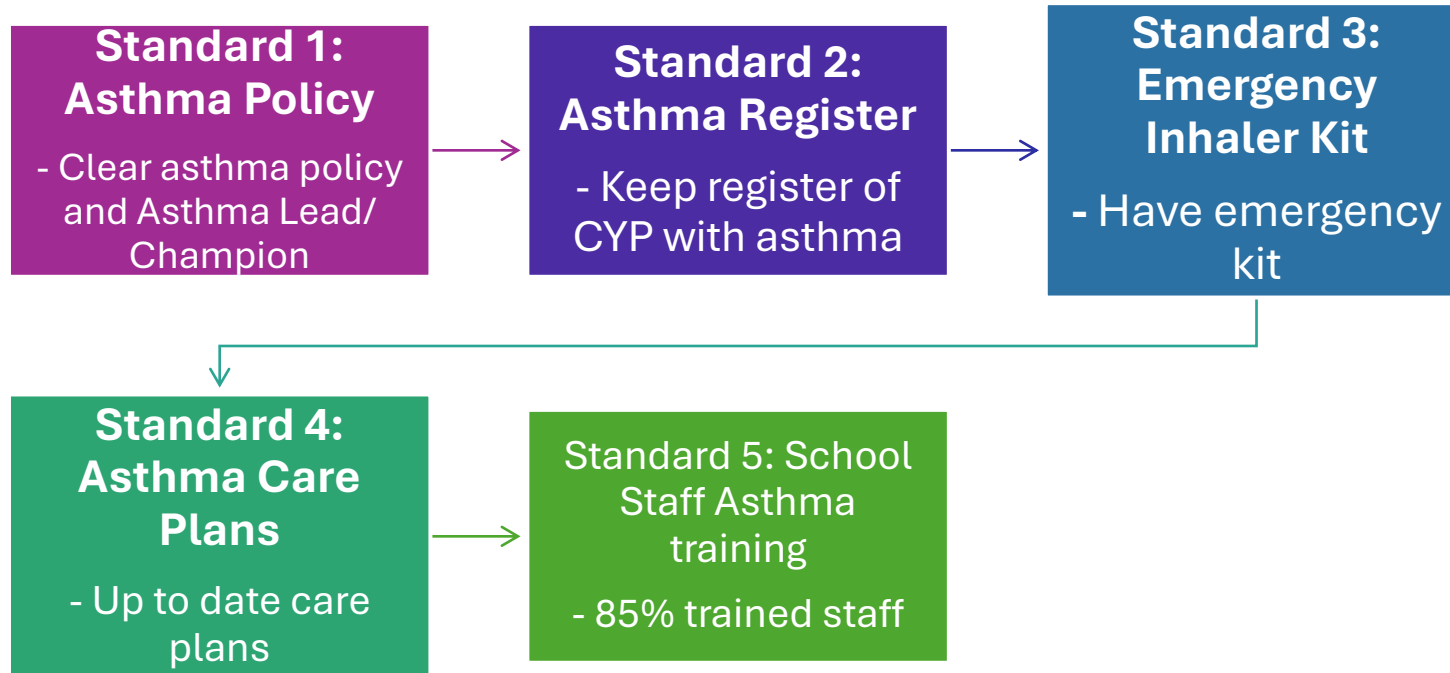 Standard 1:
Asthma Policy
- Clear asthma policy
and Asthma Lead/
Champion
Standard 2:
Asthma Register
- Keep register of
CYP with asthma
Standard 3:
Emergency
Inhaler Kit
- Have emergency
kit
Standard 4:
Asthma Care
Plans
- Up to date care
plans
Standard 5: School
Staff Asthma
training
- 85% trained staff